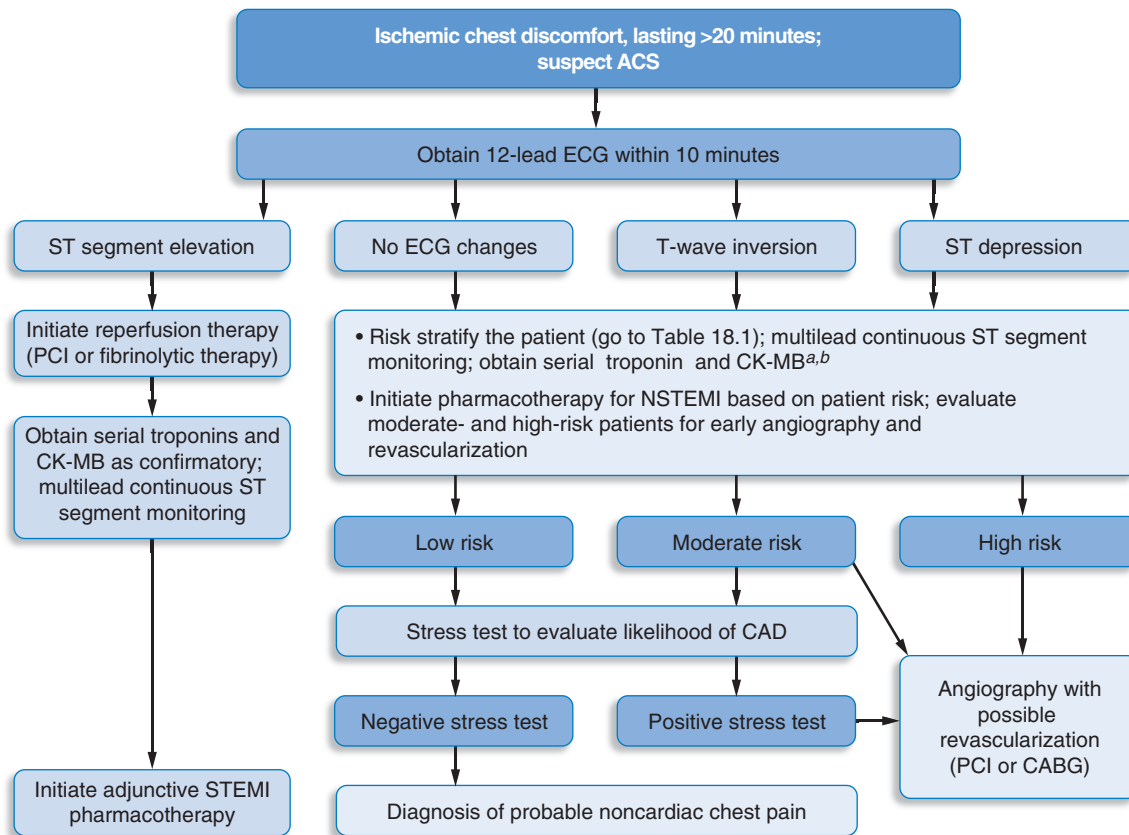 Ischemic chest discomfort, lasting >20 minutes;
suspect ACS
Obtain 12-lead ECG within 10 minutes
ST segment elevation
No ECG changes
T-wave inversion
ST depression
Initiate reperfusion therapy
(PCI or fibrinolytic therapy)
• Risk stratify the patient (go to Table 18.1); multilead continuous ST segment
monitoring; obtain serial troponin and CK-MBa,b
• Initiate pharmacotherapy for NSTEMI based on patient risk; evaluate
moderate- and high-risk patients for early angiography and
revascularization
Obtain serial troponins and
CK-MB as confirmatory;
multilead continuous ST
segment monitoring
Low risk
Moderate risk
High risk
Stress test to evaluate likelihood of CAD
Negative stress test
Positive stress test
Angiography with
possible
revascularization
(PCI or CABG)
Initiate adjunctive STEMI
pharmacotherapy
Diagnosis of probable noncardiac chest pain